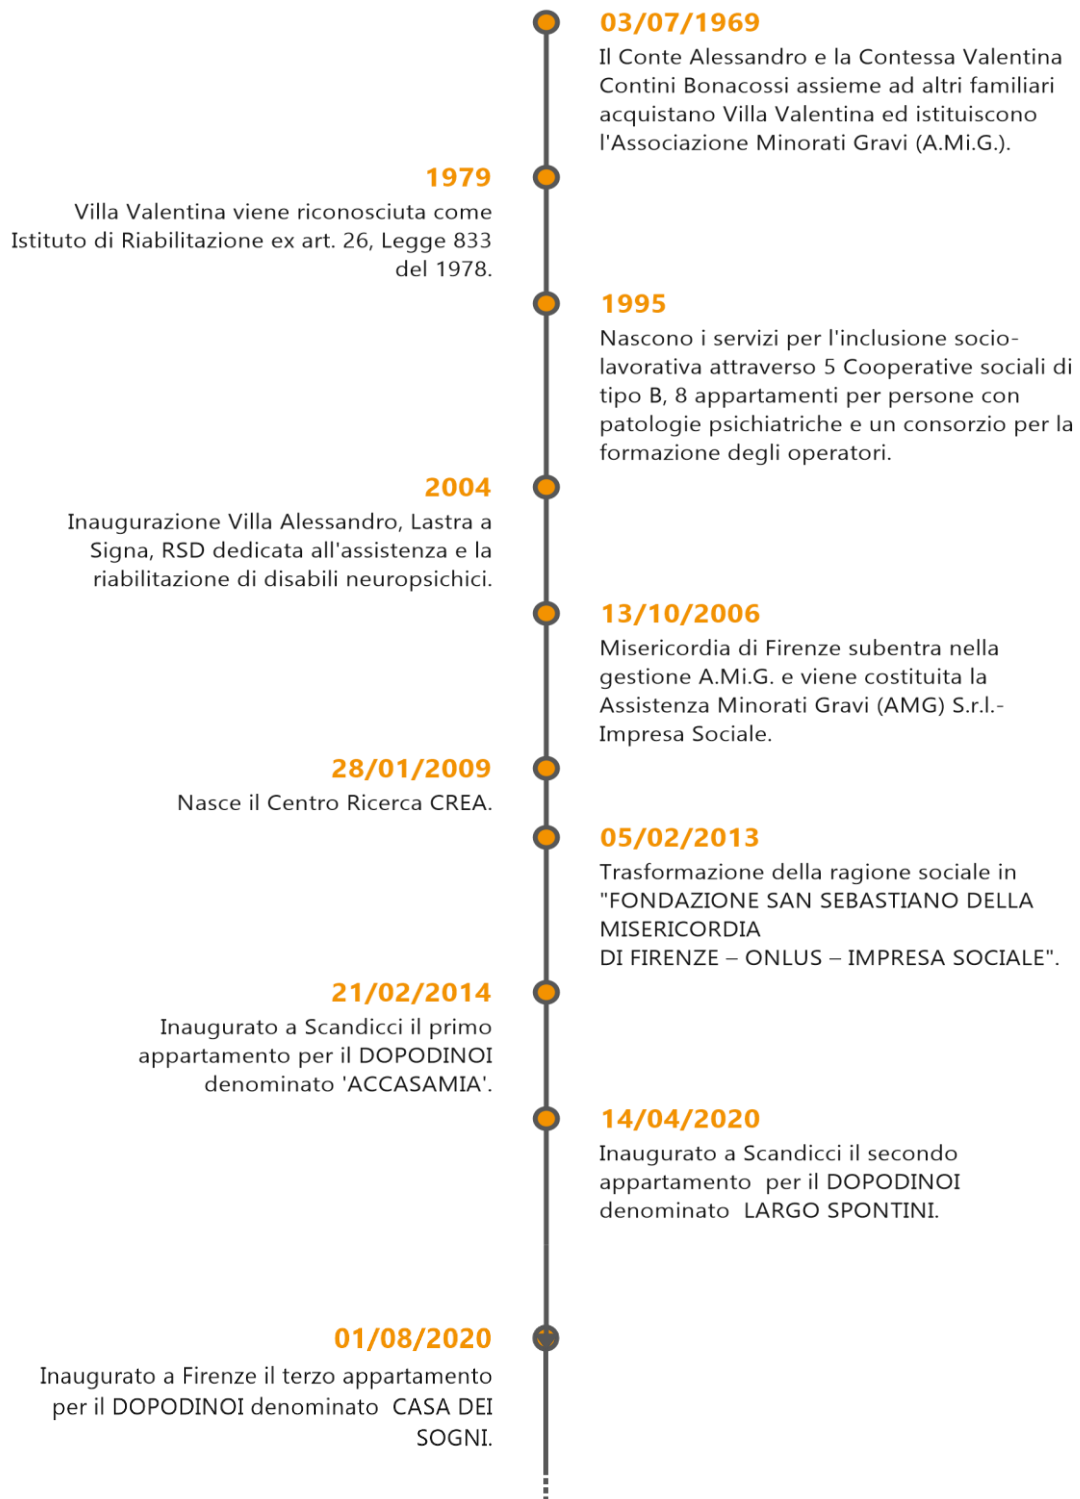 03/07/1969
Il Conte Alessandro e la Contessa Valentina
Contini Bonacossi assieme ad altri familiari
acquistano Villa Valentina ed istituiscono
l'Associazione Minorati Gravi (A.Mi.G.).
1979
Villa Valentina viene riconosciuta come
Istituto di Riabilitazione ex art. 26, Legge 833
del 1978.
1995
Nascono i servizi per l'inclusione socio-
lavorativa attraverso 5 Cooperative sociali di
tipo B, 8 appartamenti per persone con
patologie psichiatriche e un consorzio per la
formazione degli operatori.
2004
Inaugurazione Villa Alessandro, Lastra a
Signa, RSD dedicata all'assistenza e la
riabilitazione di disabili neuropsichici.
13/10/2006
Misericordia di Firenze subentra nella
gestione A.Mi.G. e viene costituita la
Assistenza Minorati Gravi (AMG) S.r.l.-
Impresa Sociale.
28/01/2009
Nasce il Centro Ricerca CREA.
05/02/2013
Trasformazione della ragione sociale in
"FONDAZIONE SAN SEBASTIANO DELLA
MISERICORDIA
DI FIRENZE – ONLUS – IMPRESA SOCIALE".
21/02/2014
Inaugurato a Scandicci il primo
appartamento per il DOPODINOI
denominato 'ACCASAMIA'.
14/04/2020
Inaugurato a Scandicci il secondo
appartamento per il DOPODINOI
denominato LARGO SPONTINI.
01/08/2020
Inaugurato a Firenze il terzo appartamento
per il DOPODINOI denominato CASA DEI
SOGNI.